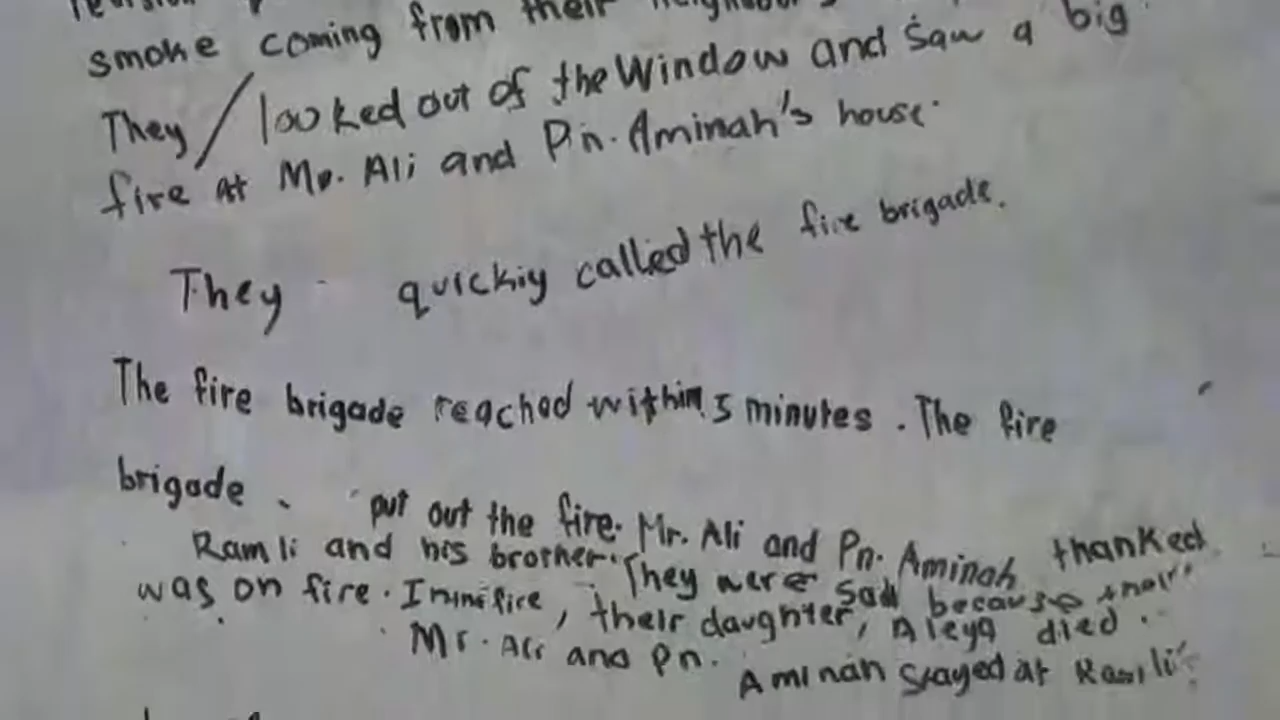 smoke coming from their neighbour's
They / looked out of the Window and Saw a big
fire at Mr. Ali and Pn. Aminah's house.
They quickiy called the fire brigade.
The fire brigade reached within 5 minutes. The fire
brigade put out the fire. Mr. Ali and Pn. Aminah thanked
Ramli and his brother. They were sad because their
was on fire. In fire, their daughter, Aleya died.
Mr. Ali and Pn. Aminah stayed at Ramli's